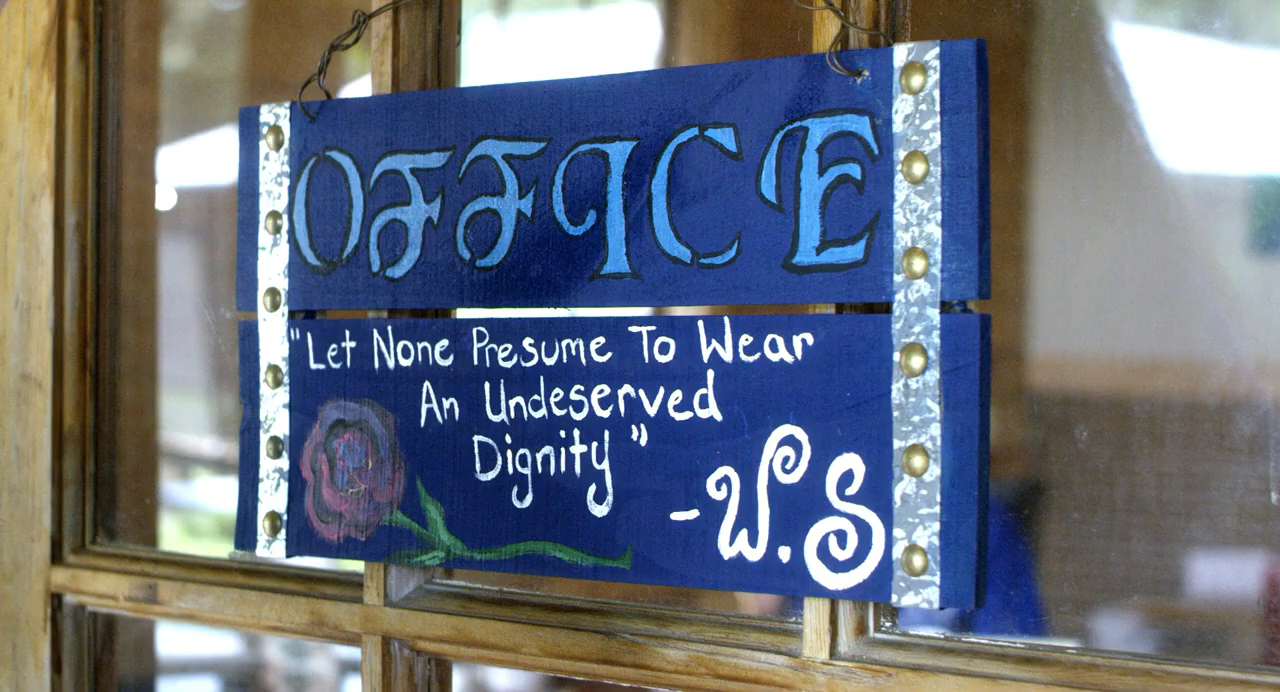 OFFICE
"Let None Presume To Wear
An Undeserved
Dignity"
-W.S